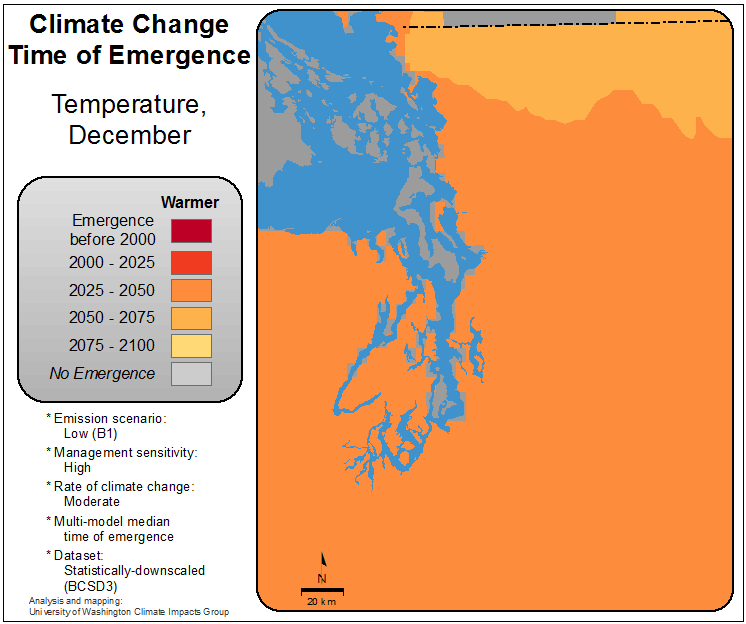 Climate Change
Time of Emergence
Temperature,
December
Warmer
Emergence
before 2000
2000 - 2025
2025 - 2050
2050 - 2075
2075 - 2100
No Emergence
* Emission scenario:
Low (B1)
* Management sensitivity:
High
* Rate of climate change:
Moderate
* Multi-model median
time of emergence
* Dataset:
Statistically-downscaled
(BCSD3)
Analysis and mapping:
University of Washington Climate Impacts Group
N
20 km